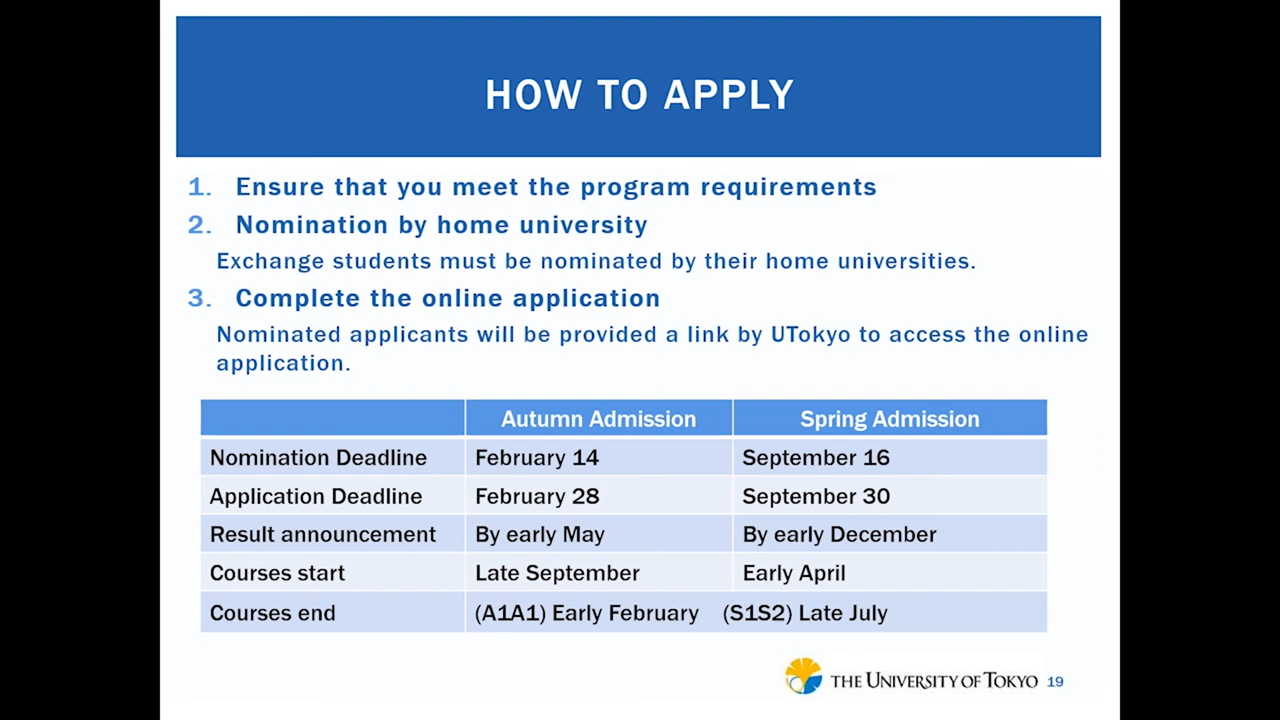 HOW TO APPLY
1. Ensure that you meet the program requirements
2. Nomination by home university
Exchange students must be nominated by their home universities.
3. Complete the online application
Nominated applicants will be provided a link by UTokyo to access the online
application.
Autumn Admission Spring Admission
Nomination Deadline February 14 September 16
Application Deadline February 28 September 30
Result announcement By early May By early December
Courses start Late September Early April
Courses end (A1A1) Early February (S1S2) Late July
THE UNIVERSITY OF TOKYO 19